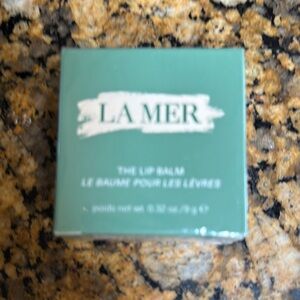 LA MER
THE LIP BALM
LE BAUME POUR LES LÈVRES
poids net wt. 0.32 oz./9 g ℮